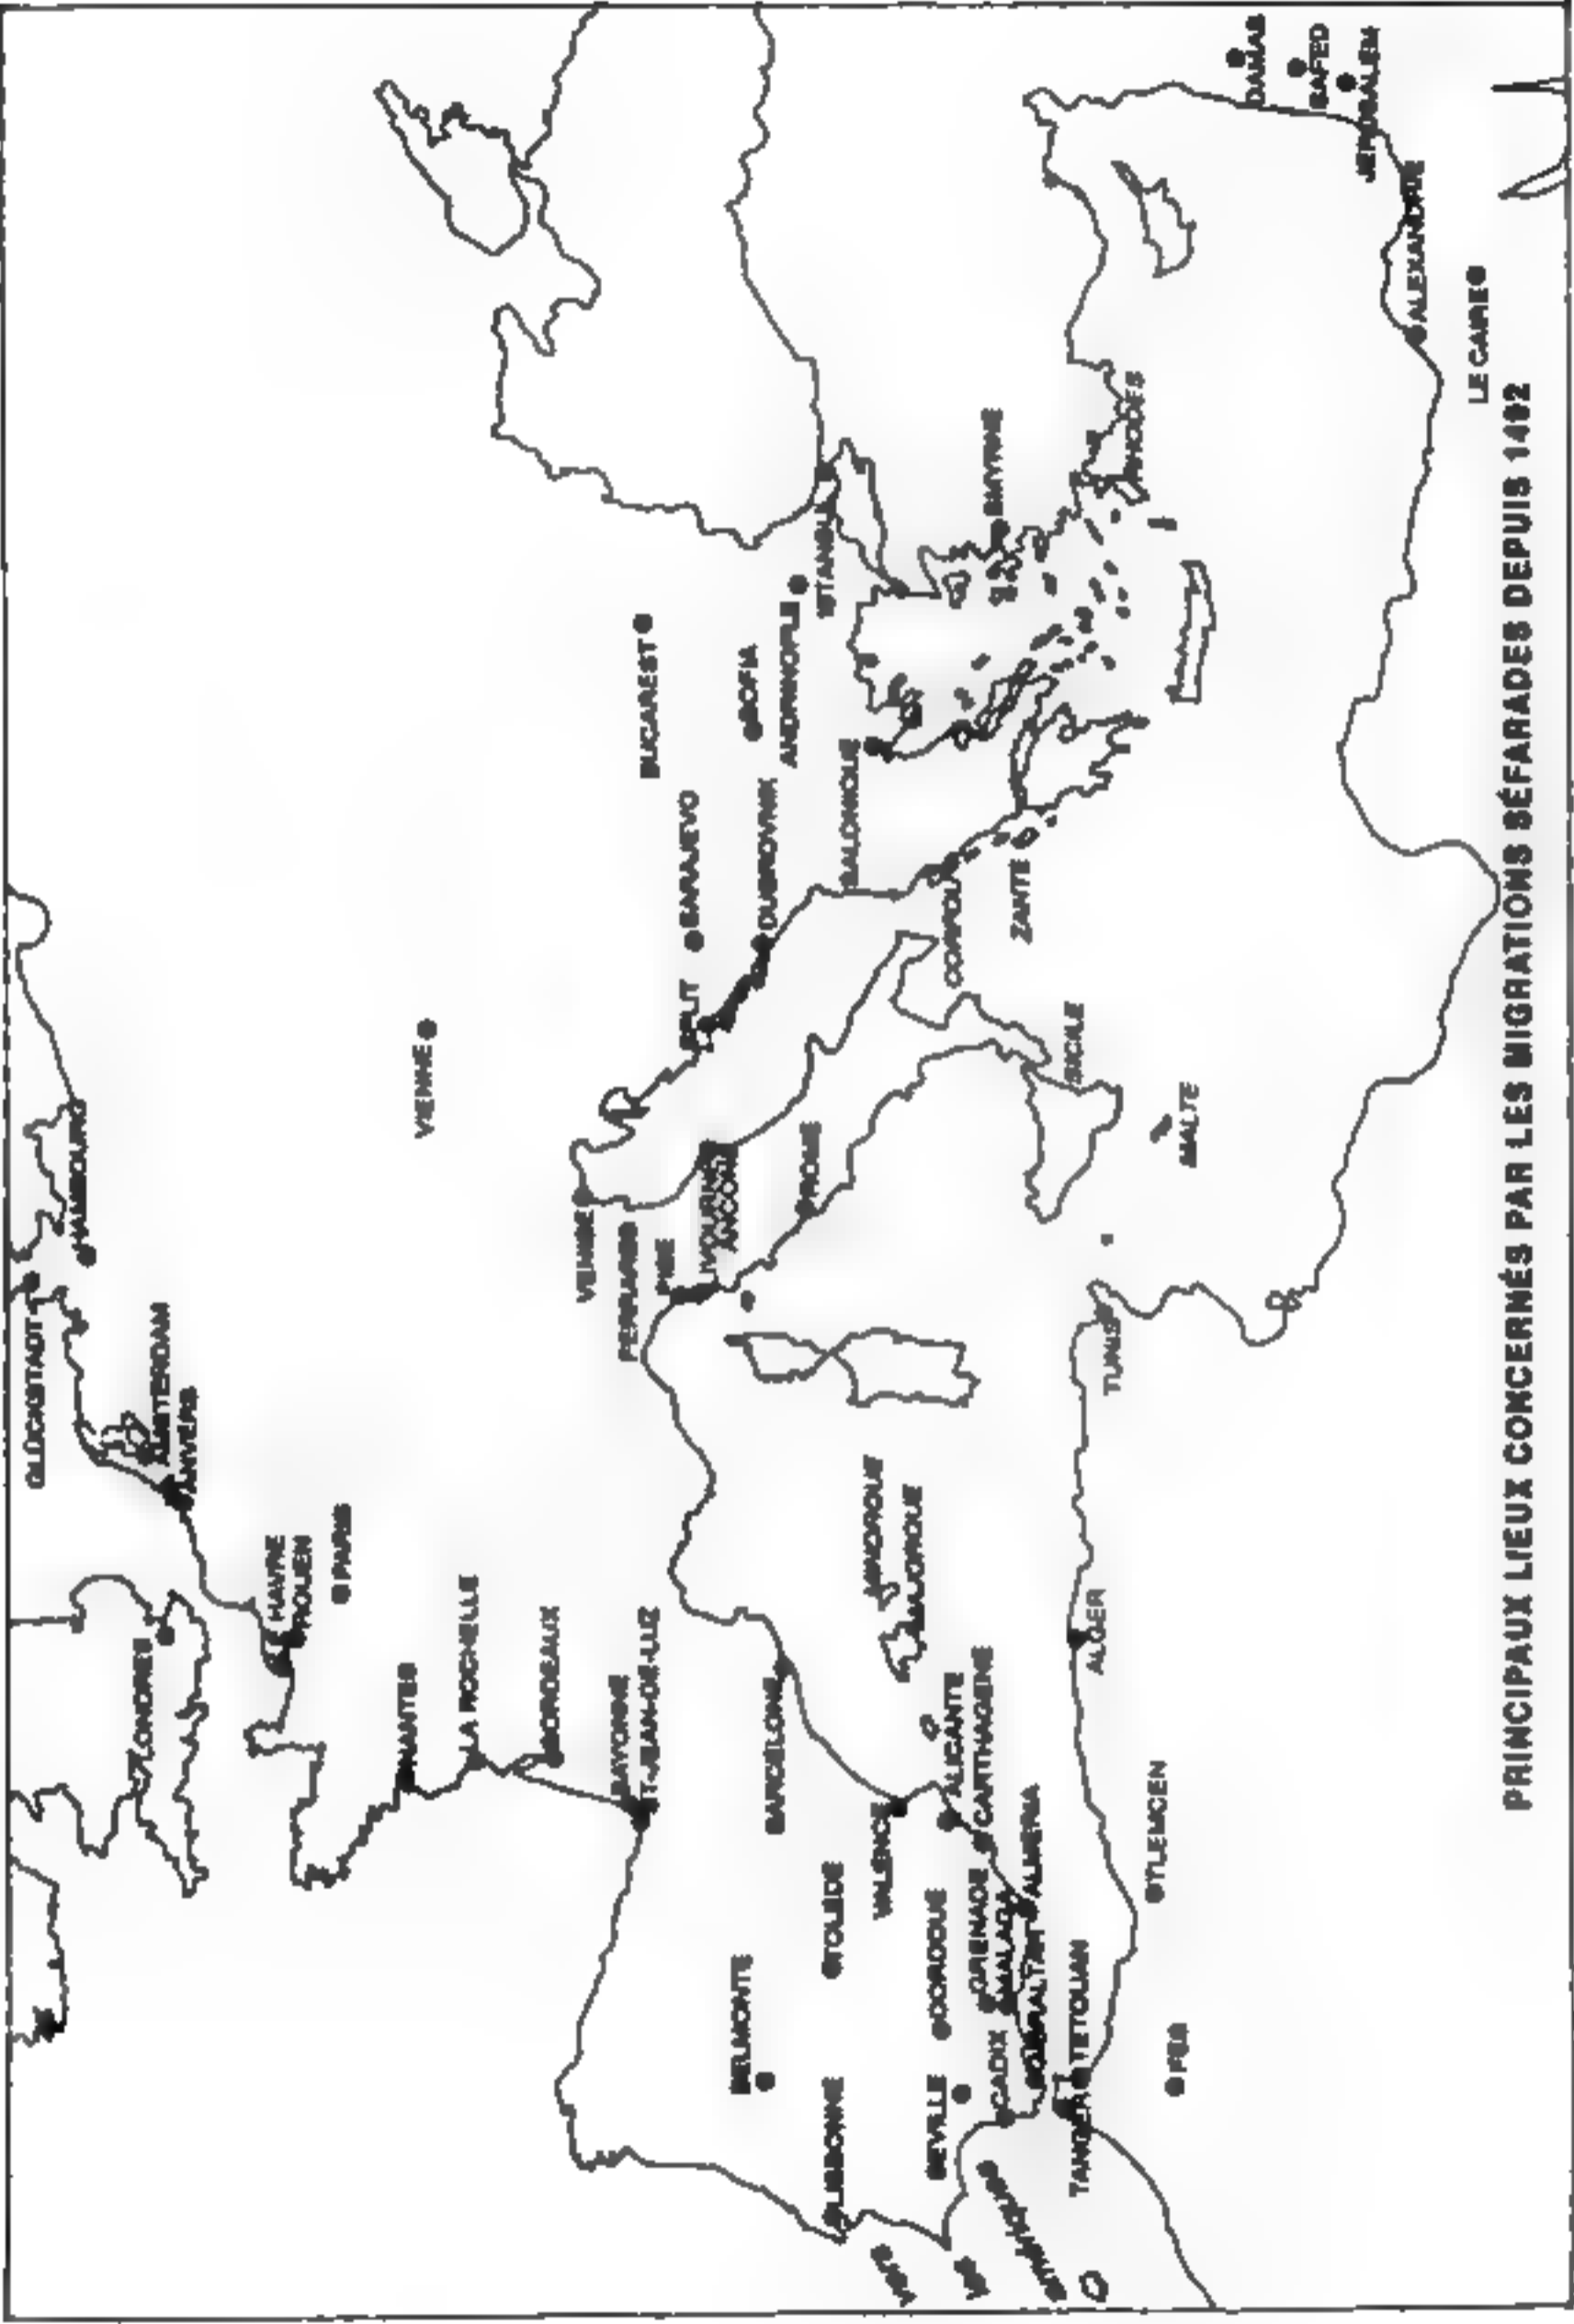 GLÜCKSTADT
HAMBOURG
AMSTERDAM
ANVERS
LONDRES
HAVRE
ROUEN
PARIS
NANTES
LA ROCHELLE
BORDEAUX
BAYONNE
ST-JEAN-DE-LUZ
VIENNE
VENISE
FERRARE
PISE
LIVOURNE
ANCONE
ROME
SPLIT
SARAJEVO
DUBROVNIK
BUCAREST
SOFIA
ANDRINOPLE
ISTANBUL
SALONIQUE
CORFOU
ZANTE
SMYRNE
RHODES
SICILE
MALTE
BELMONTE
LISBONNE
TOLEDE
BARCELONE
VALENCE
MINORQUE
MAJORQUE
ALICANTE
CARTHAGENE
SEVILLE
CORDOUE
GRENADE
MALAGA
ALMERIA
CADIX
GIBRALTAR
TANGER
TETOUAN
FES
TLEMCEN
ALGER
TUNIS
DAMAS
SAFED
JERUSALEM
ALEXANDRIE
LE CAIRE
PRINCIPAUX LIEUX CONCERNÉS PAR LES MIGRATIONS SÉFARADES DEPUIS 1492